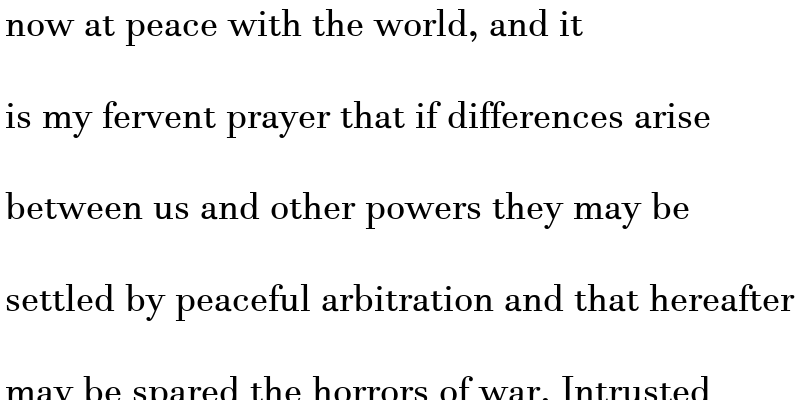 now at peace with the world, and it
is my fervent prayer that if differences arise
between us and other powers they may be
settled by peaceful arbitration and that hereafter
may be spared the horrors of war. Intrusted